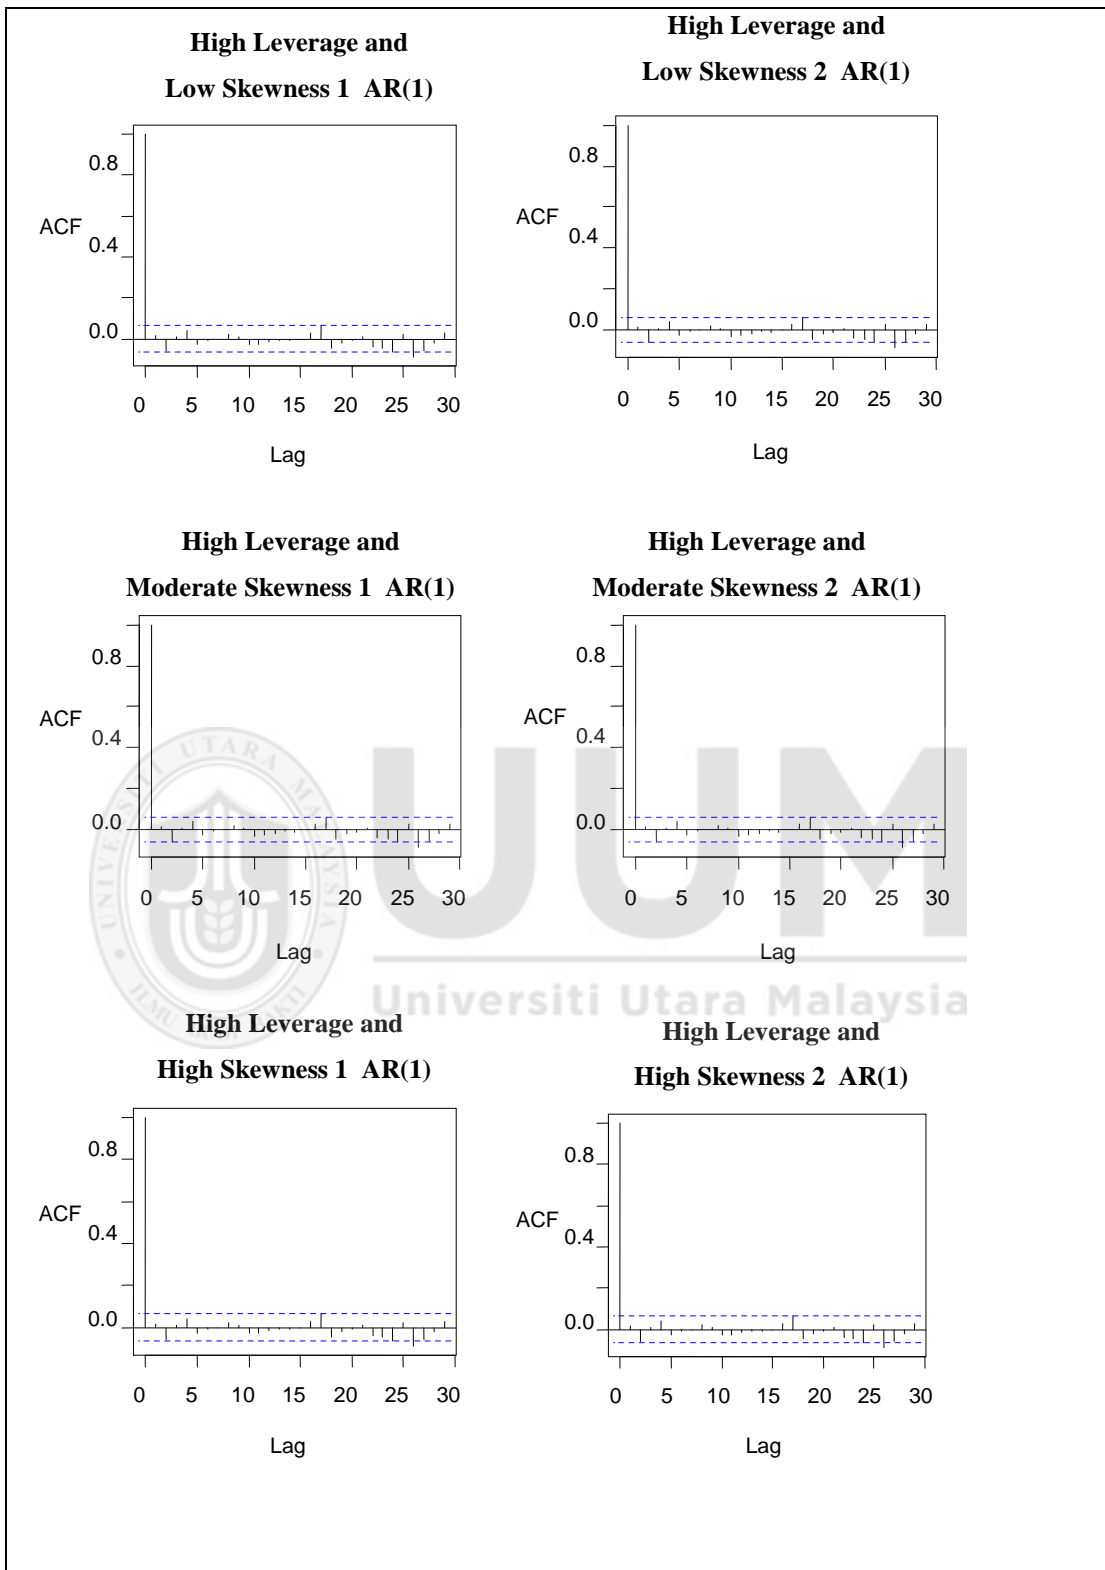 High Leverage and
Low Skewness 1 AR(1)
0.8
ACF
0.4
0.0
0 5 10 15 20 25 30
Lag
High Leverage and
Low Skewness 2 AR(1)
0.8
ACF
0.4
0.0
0 5 10 15 20 25 30
Lag
High Leverage and
Moderate Skewness 1 AR(1)
0.8
ACF
0.4
0.0
0 5 10 15 20 25 30
Lag
High Leverage and
Moderate Skewness 2 AR(1)
0.8
ACF
0.4
0.0
0 5 10 15 20 25 30
Lag
UNIVERSITI UTARA MALAYSIA
UUM
Universiti Utara Malaysia
High Leverage and
High Skewness 1 AR(1)
0.8
ACF
0.4
0.0
0 5 10 15 20 25 30
Lag
High Leverage and
High Skewness 2 AR(1)
0.8
ACF
0.4
0.0
0 5 10 15 20 25 30
Lag